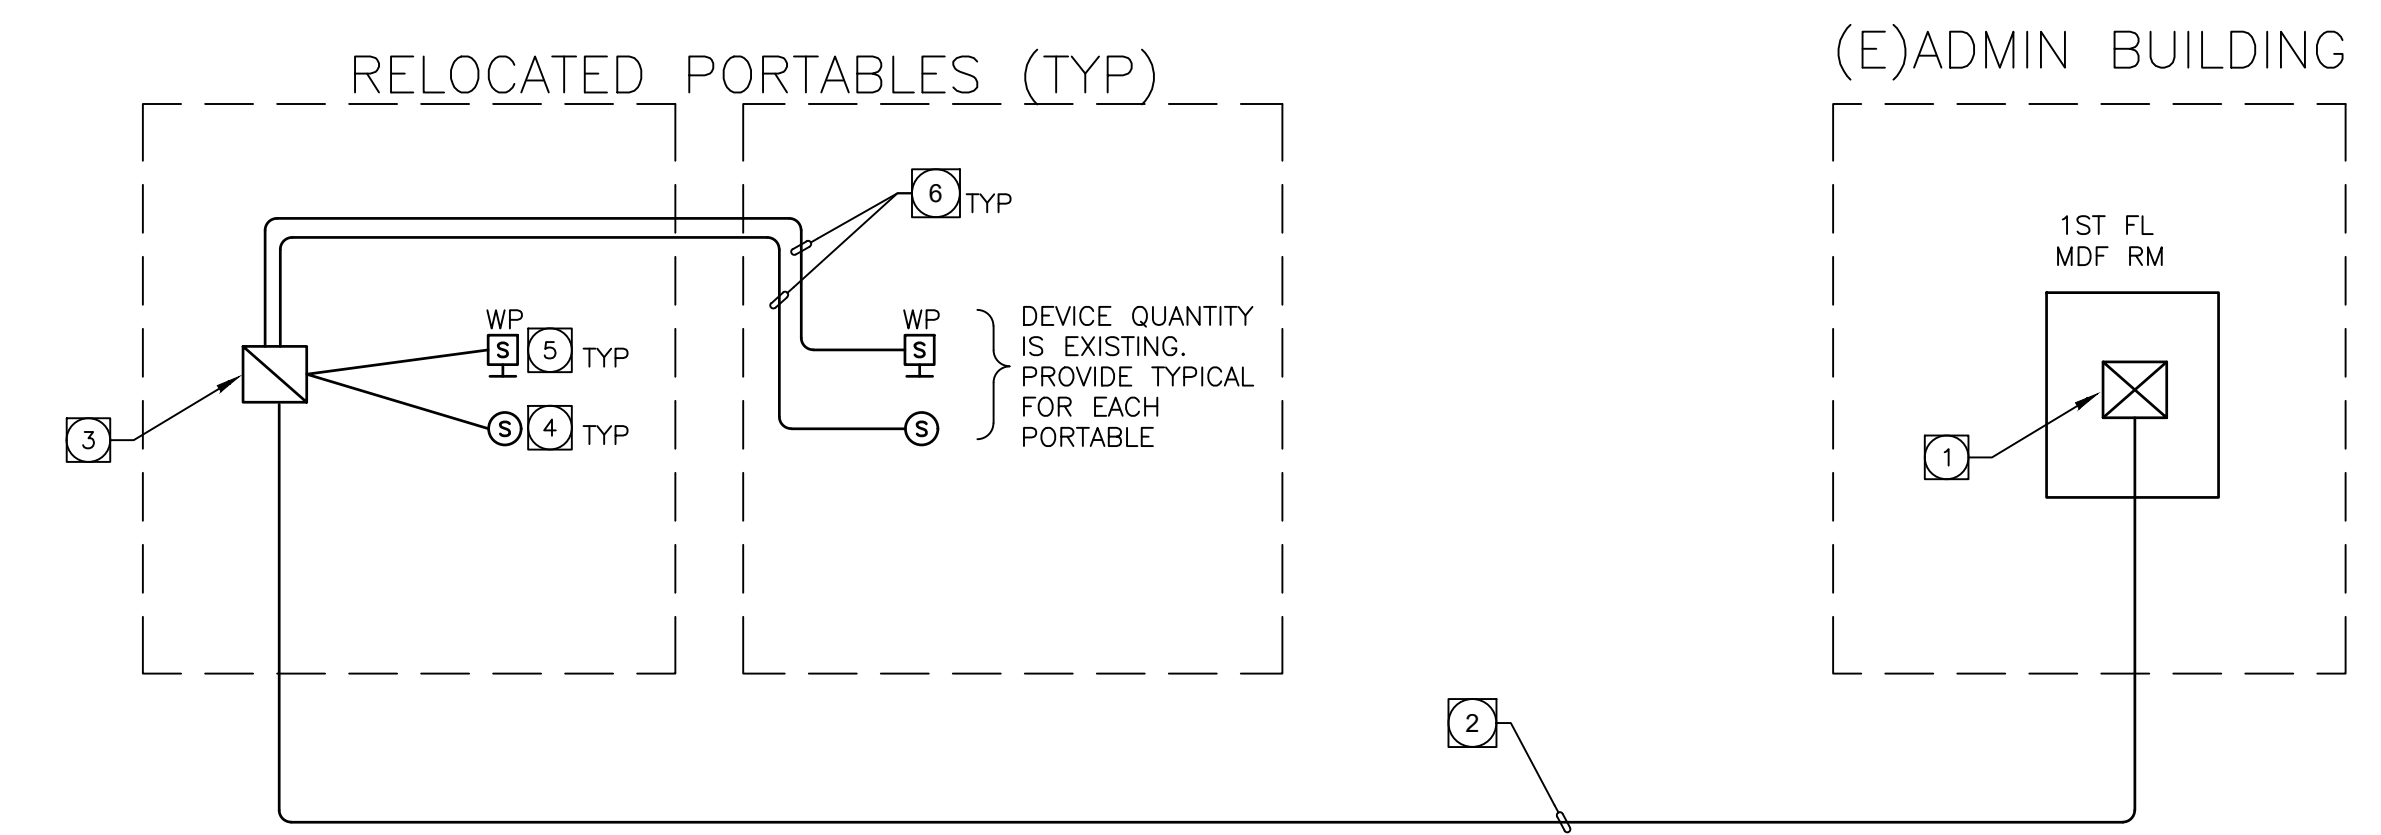 RELOCATED PORTABLES (TYP)
(E)ADMIN BUILDING
6 TYP
1ST FL
MDF RM
WP
S 5 TYP
S 4 TYP
3
WP
S
S
DEVICE QUANTITY
IS EXISTING.
PROVIDE TYPICAL
FOR EACH
PORTABLE
1
2